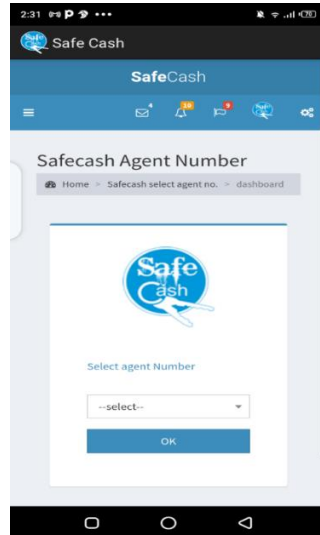 2:31
Safe Cash
SafeCash
4 10 9
Safecash Agent Number
Home > Safecash select agent no. > dashboard
Safe
Cash
Select agent Number
--select--
OK